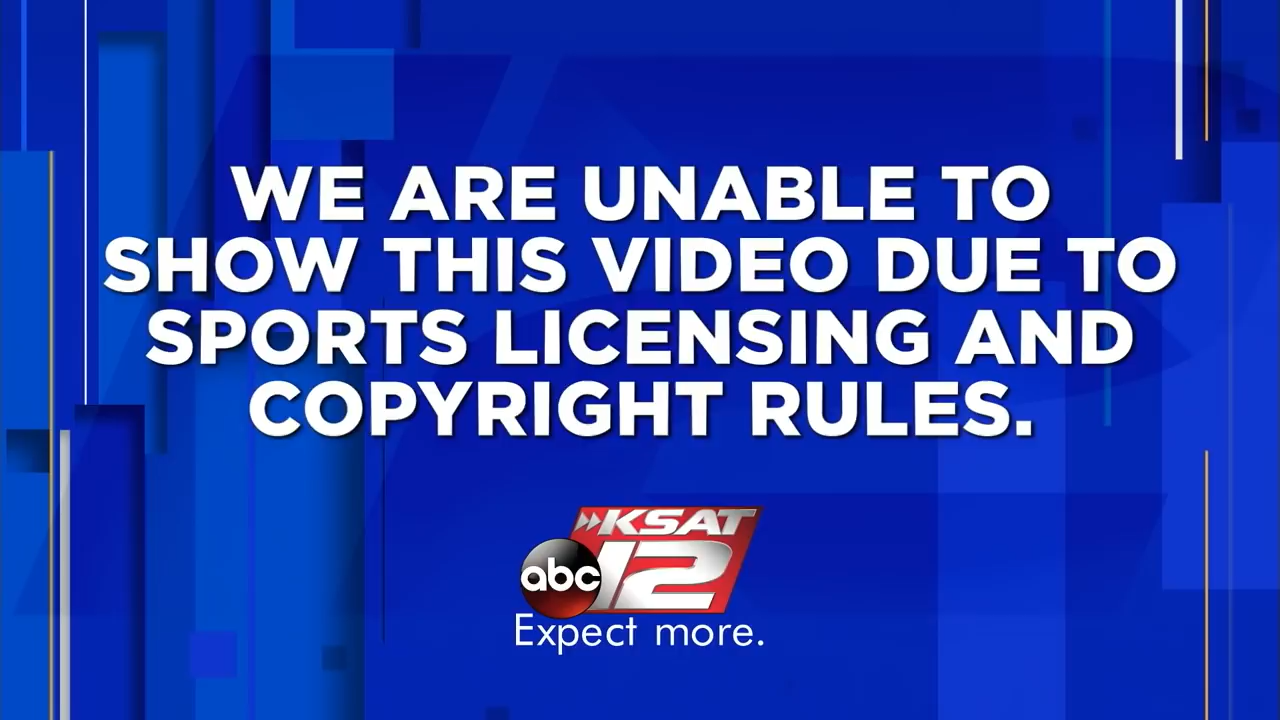 WE ARE UNABLE TO
SHOW THIS VIDEO DUE TO
SPORTS LICENSING AND
COPYRIGHT RULES.
KSAT
abc 12
Expect more.